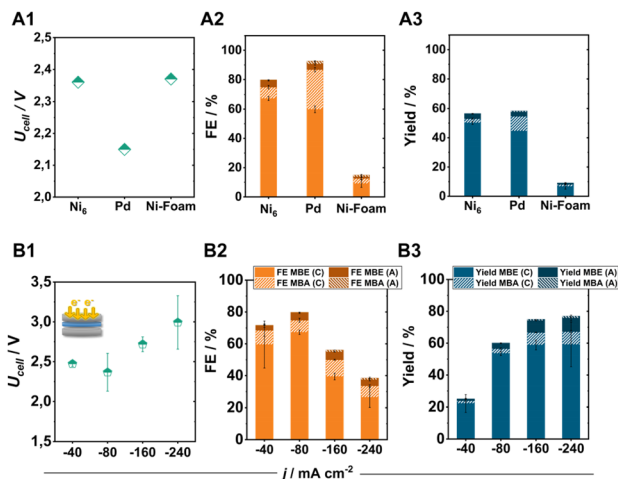 A1
A2
A3
2,5
2,4
2,3
2,2
2,1
2,0
U_cell / V
Ni6
Pd
Ni-Foam
100
80
60
40
20
0
FE / %
Ni6
Pd
Ni-Foam
100
80
60
40
20
0
Yield / %
Ni6
Pd
Ni-Foam
B1
B2
B3
3,5
3,0
2,5
2,0
1,5
U_cell / V
e- e-
-40
-80
-160
-240
FE MBE (C) FE MBE (A)
FE MBA (C) FE MBA (A)
100
80
60
40
20
0
FE / %
-40
-80
-160
-240
Yield MBE (C) Yield MBE (A)
Yield MBA (C) Yield MBA (A)
100
80
60
40
20
0
Yield / %
-40
-80
-160
-240
j / mA cm-2